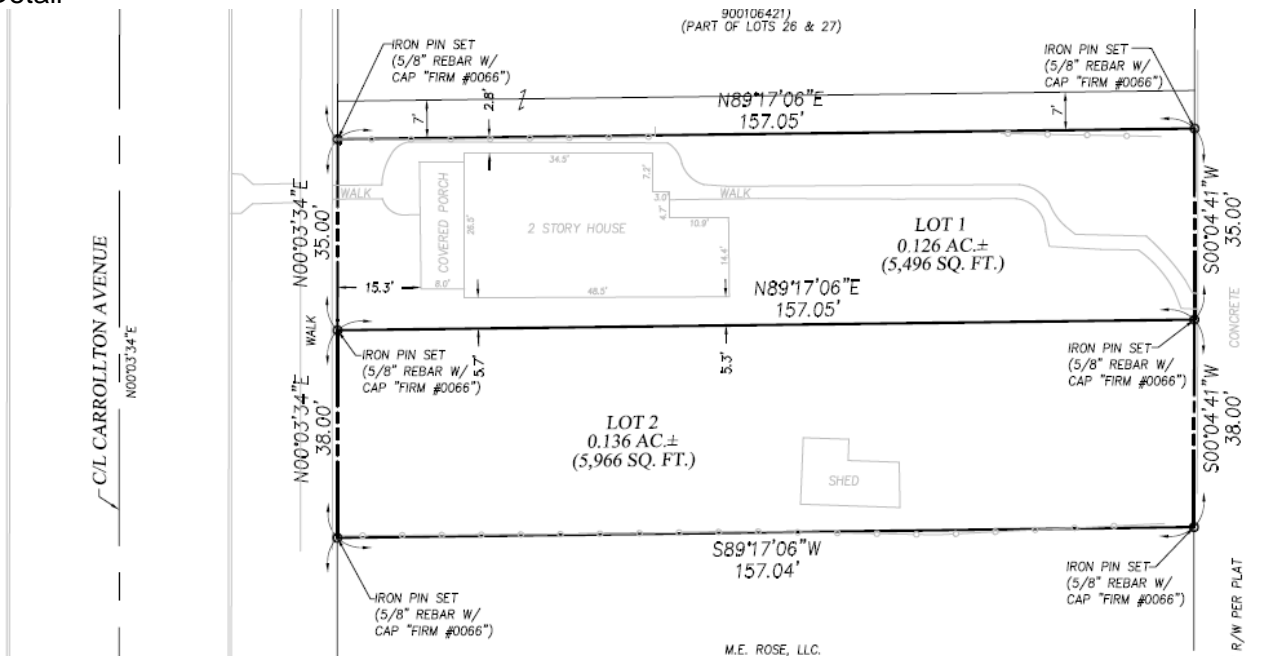 900106421)
(PART OF LOTS 26 & 27)
IRON PIN SET
(5/8" REBAR W/
CAP "FIRM #0066")
IRON PIN SET
(5/8" REBAR W/
CAP "FIRM #0066")
2.8'
7'
N89°17'06"E
157.05'
7'
34.5'
7.2'
WALK
3.0'
WALK
4.7'
10.9'
COVERED PORCH
26.5'
2 STORY HOUSE
14.4'
LOT 1
0.126 AC.±
(5,496 SQ. FT.)
N00°03'34"E
35.00'
S00°04'41"W
35.00'
15.3'
8.0'
48.5'
N89°17'06"E
157.05'
C/L CARROLLTON AVENUE
N00°03'34"E
WALK
CONCRETE
IRON PIN SET
(5/8" REBAR W/
CAP "FIRM #0066")
5.7'
5.3'
IRON PIN SET
(5/8" REBAR W/
CAP "FIRM #0066")
N00°03'34"E
38.00'
LOT 2
0.136 AC.±
(5,966 SQ. FT.)
SHED
S00°04'41"W
38.00'
S89°17'06"W
157.04'
IRON PIN SET
(5/8" REBAR W/
CAP "FIRM #0066")
IRON PIN SET
(5/8" REBAR W/
CAP "FIRM #0066")
R/W PER PLAT
M.E. ROSE, LLC.